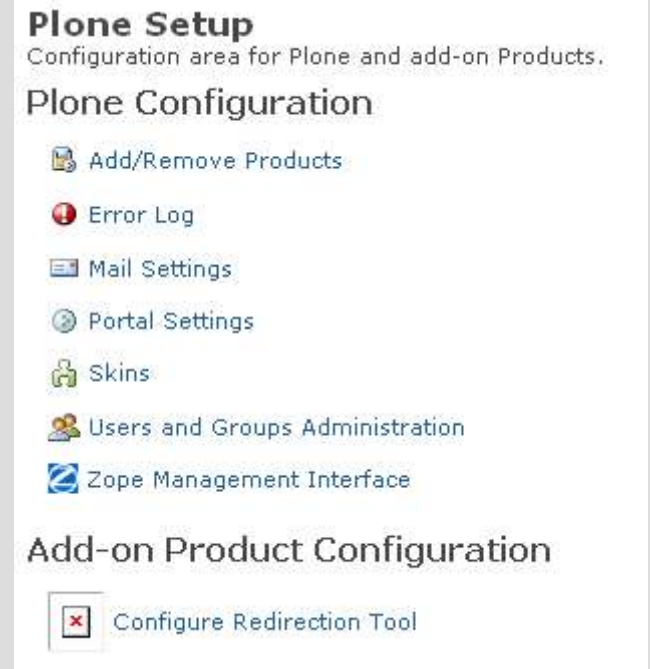 Plone Setup
Configuration area for Plone and add-on Products.
Plone Configuration
Add/Remove Products
Error Log
Mail Settings
Portal Settings
Skins
Users and Groups Administration
Zope Management Interface
Add-on Product Configuration
Configure Redirection Tool